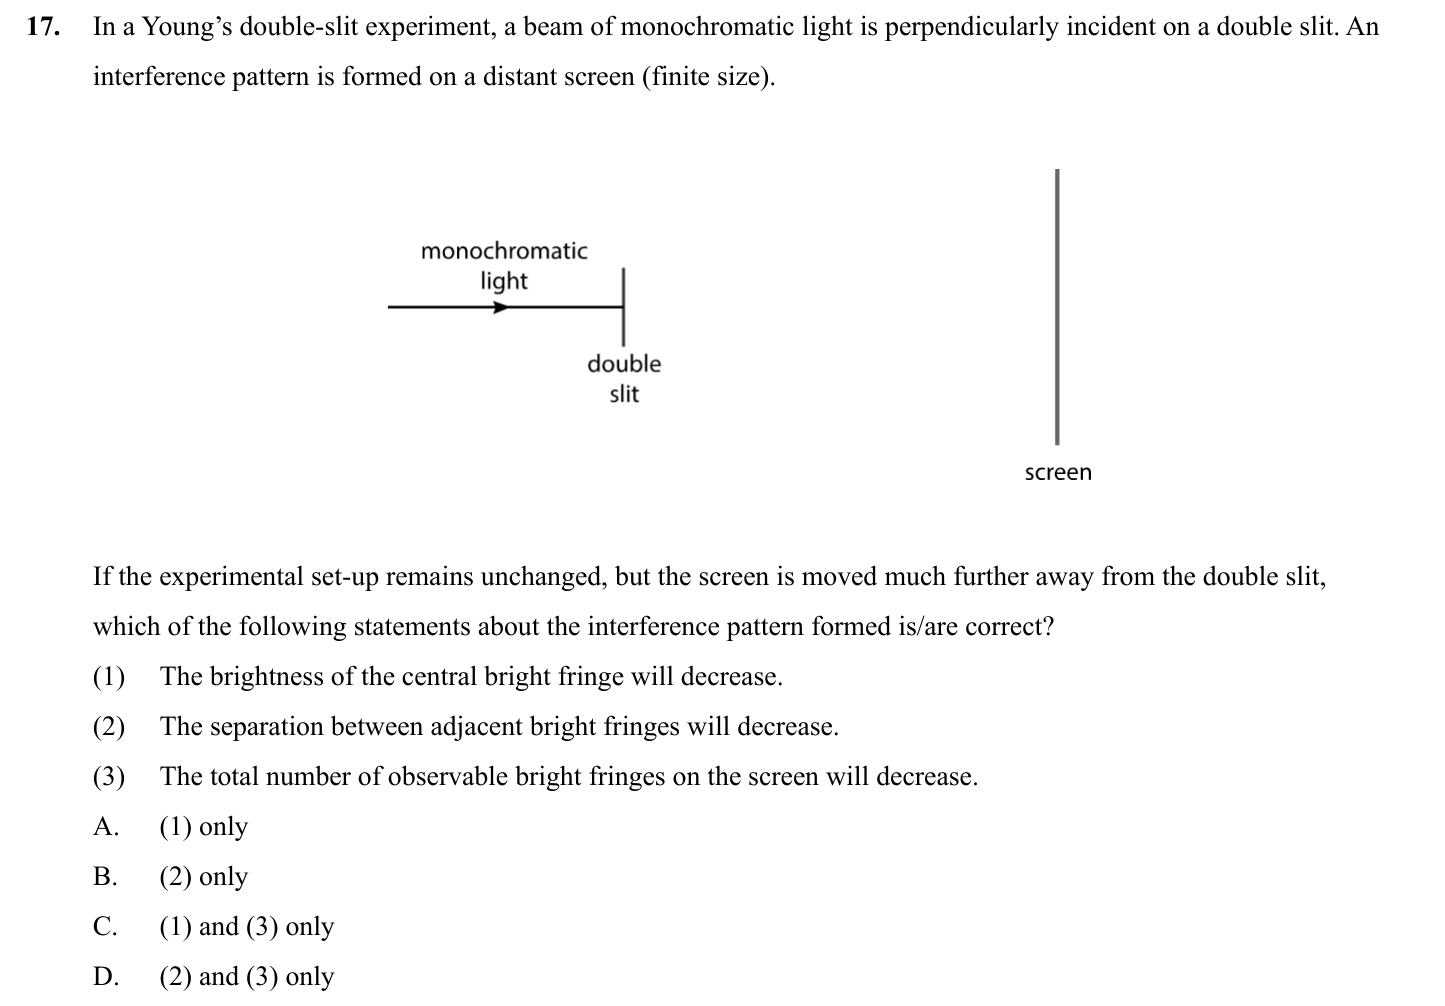 17. In a Young’s double-slit experiment, a beam of monochromatic light is perpendicularly incident on a double slit. An
interference pattern is formed on a distant screen (finite size).
monochromatic
light
double
slit
screen
If the experimental set-up remains unchanged, but the screen is moved much further away from the double slit,
which of the following statements about the interference pattern formed is/are correct?
(1) The brightness of the central bright fringe will decrease.
(2) The separation between adjacent bright fringes will decrease.
(3) The total number of observable bright fringes on the screen will decrease.
A. (1) only
B. (2) only
C. (1) and (3) only
D. (2) and (3) only